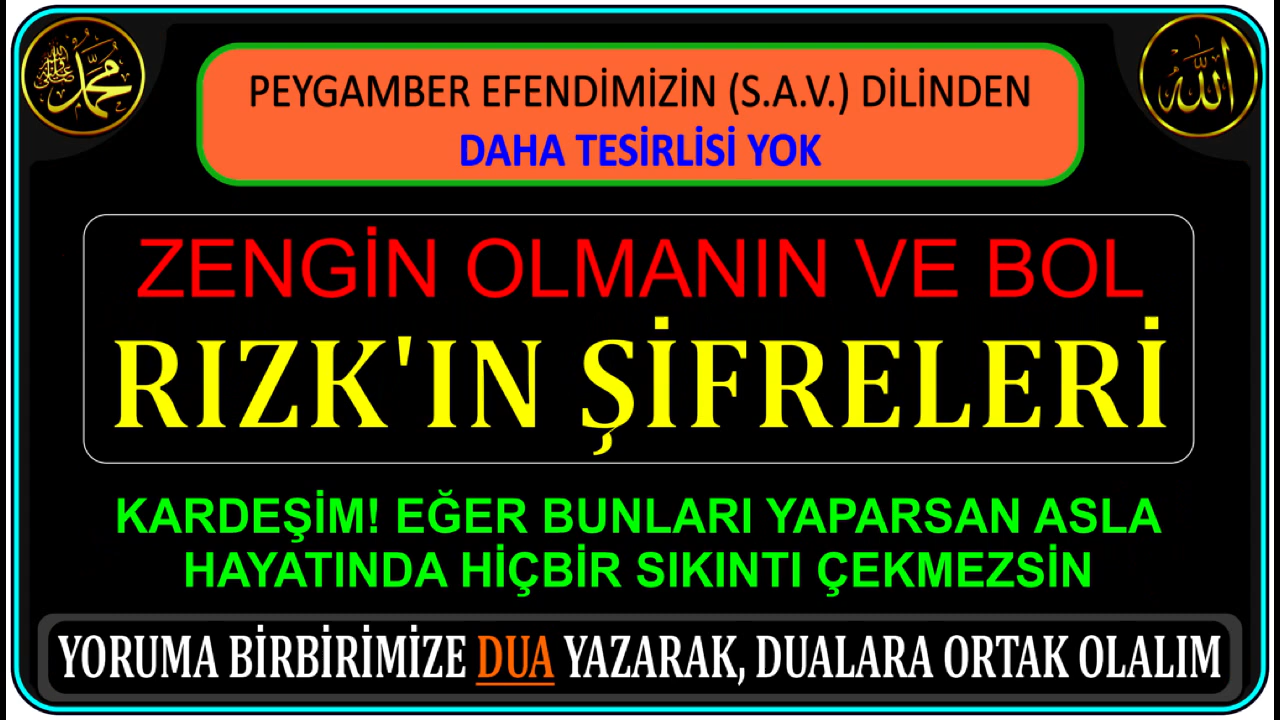 محمد
الله
PEYGAMBER EFENDİMİZİN (S.A.V.) DİLİNDEN
DAHA TESİRLİSİ YOK
ZENGİN OLMANIN VE BOL
RIZK'IN ŞİFRELERİ
KARDEŞİM! EĞER BUNLARI YAPARSAN ASLA
HAYATINDA HİÇBİR SIKINTI ÇEKMEZSİN
YORUMA BİRBİRİMİZE DUA YAZARAK, DUALARA ORTAK OLALIM